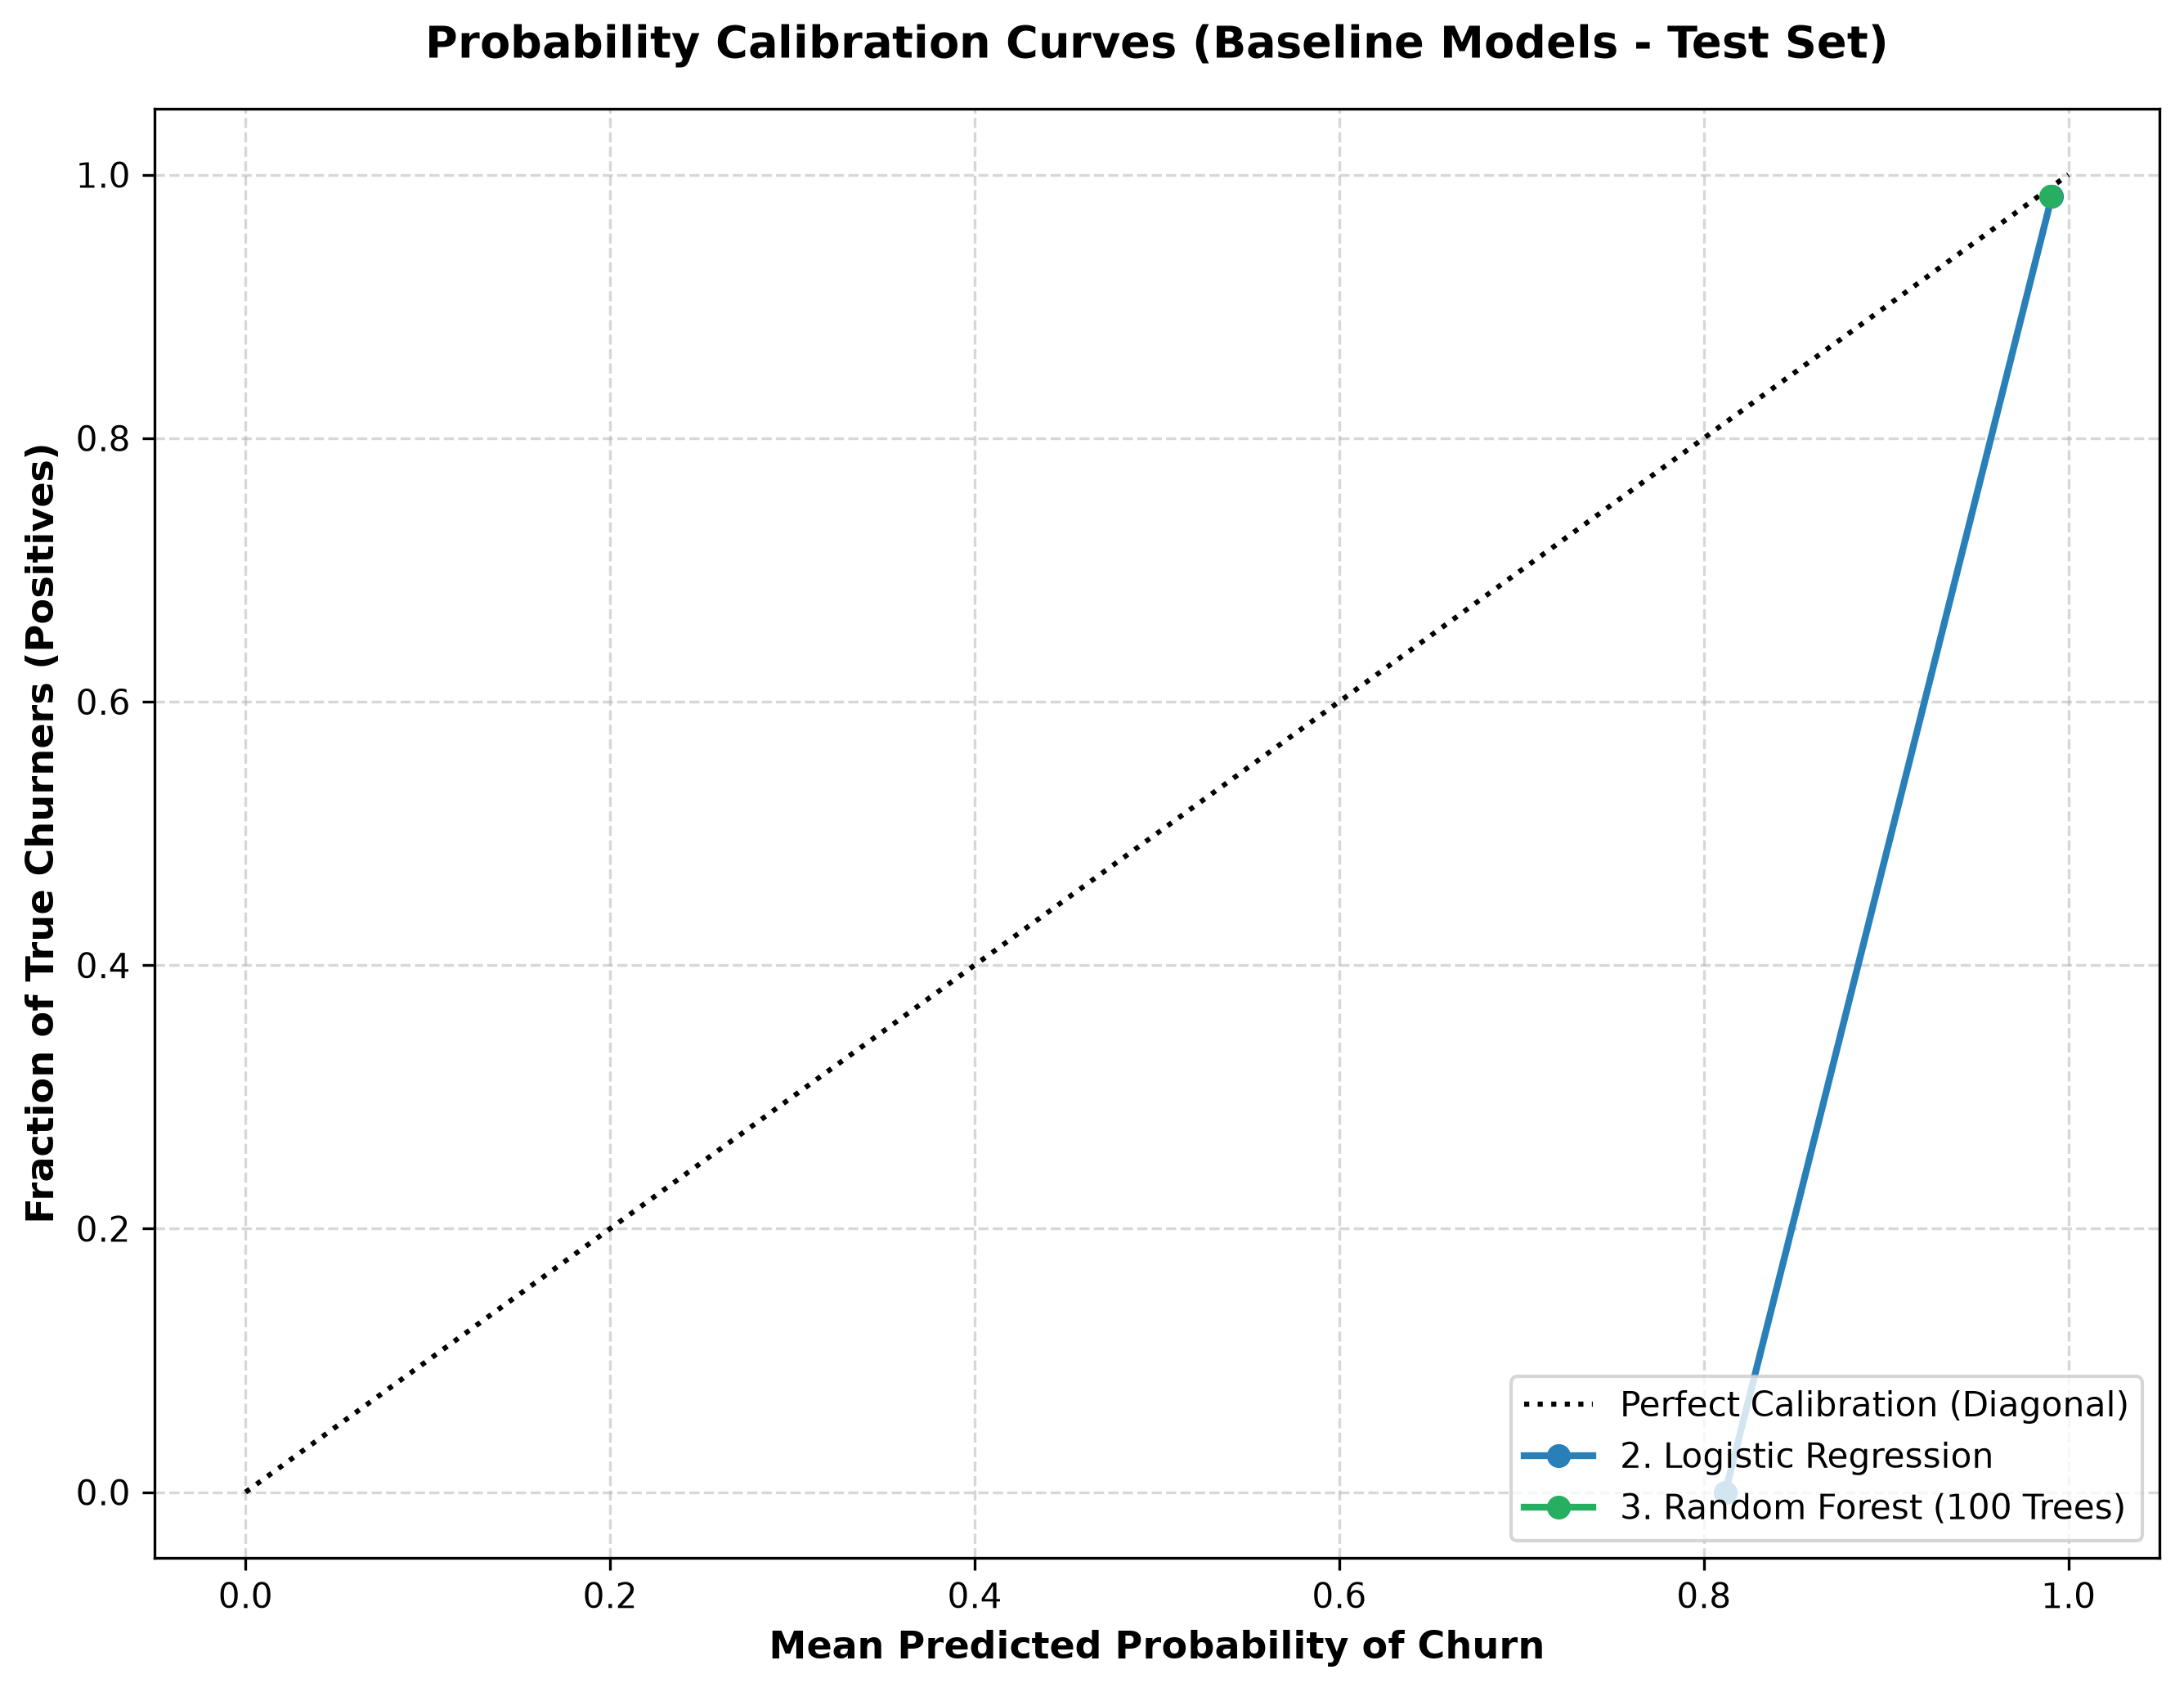 Probability Calibration Curves (Baseline Models - Test Set)
Fraction of True Churners (Positives)
1.0
0.8
0.6
0.4
0.2
0.0
Perfect Calibration (Diagonal)
2. Logistic Regression
3. Random Forest (100 Trees)
0.0 0.2 0.4 0.6 0.8 1.0
Mean Predicted Probability of Churn